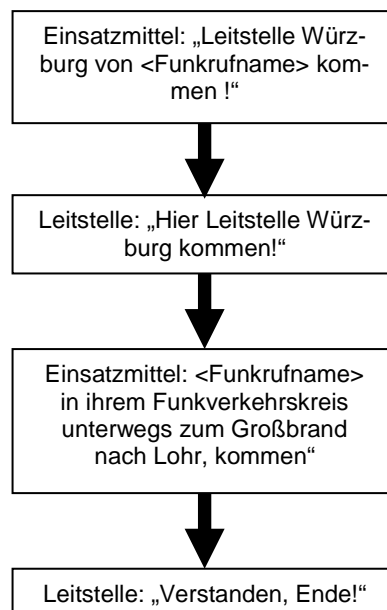 Einsatzmittel: „Leitstelle Würz-
burg von <Funkrufname> kom-
men !“
Leitstelle: „Hier Leitstelle Würz-
burg kommen!“
Einsatzmittel: <Funkrufname>
in ihrem Funkverkehrskreis
unterwegs zum Großbrand
nach Lohr, kommen“
Leitstelle: „Verstanden, Ende!“